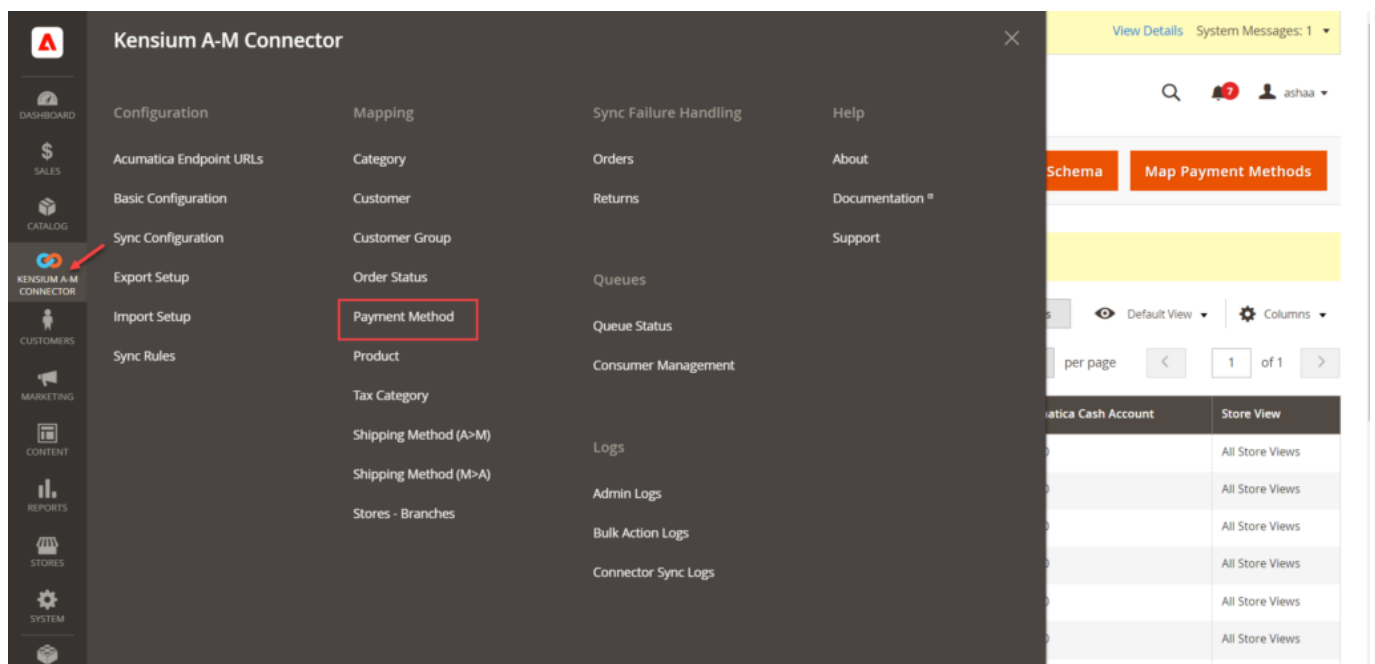 DASHBOARD
SALES
CATALOG
KENSIUM A-M
CONNECTOR
CUSTOMERS
MARKETING
CONTENT
REPORTS
STORES
SYSTEM
Kensium A-M Connector
Configuration
Acumatica Endpoint URLs
Basic Configuration
Sync Configuration
Export Setup
Import Setup
Sync Rules
Mapping
Category
Customer
Customer Group
Order Status
Payment Method
Product
Tax Category
Shipping Method (A>M)
Shipping Method (M>A)
Stores - Branches
Sync Failure Handling
Orders
Returns
Queues
Queue Status
Consumer Management
Logs
Admin Logs
Bulk Action Logs
Connector Sync Logs
Help
About
Documentation
Support
View Details System Messages: 1
7 ashaa
Schema Map Payment Methods
Default View Columns
per page 1 of 1
Cash Account Store View
All Store Views
All Store Views
All Store Views
All Store Views
All Store Views
All Store Views